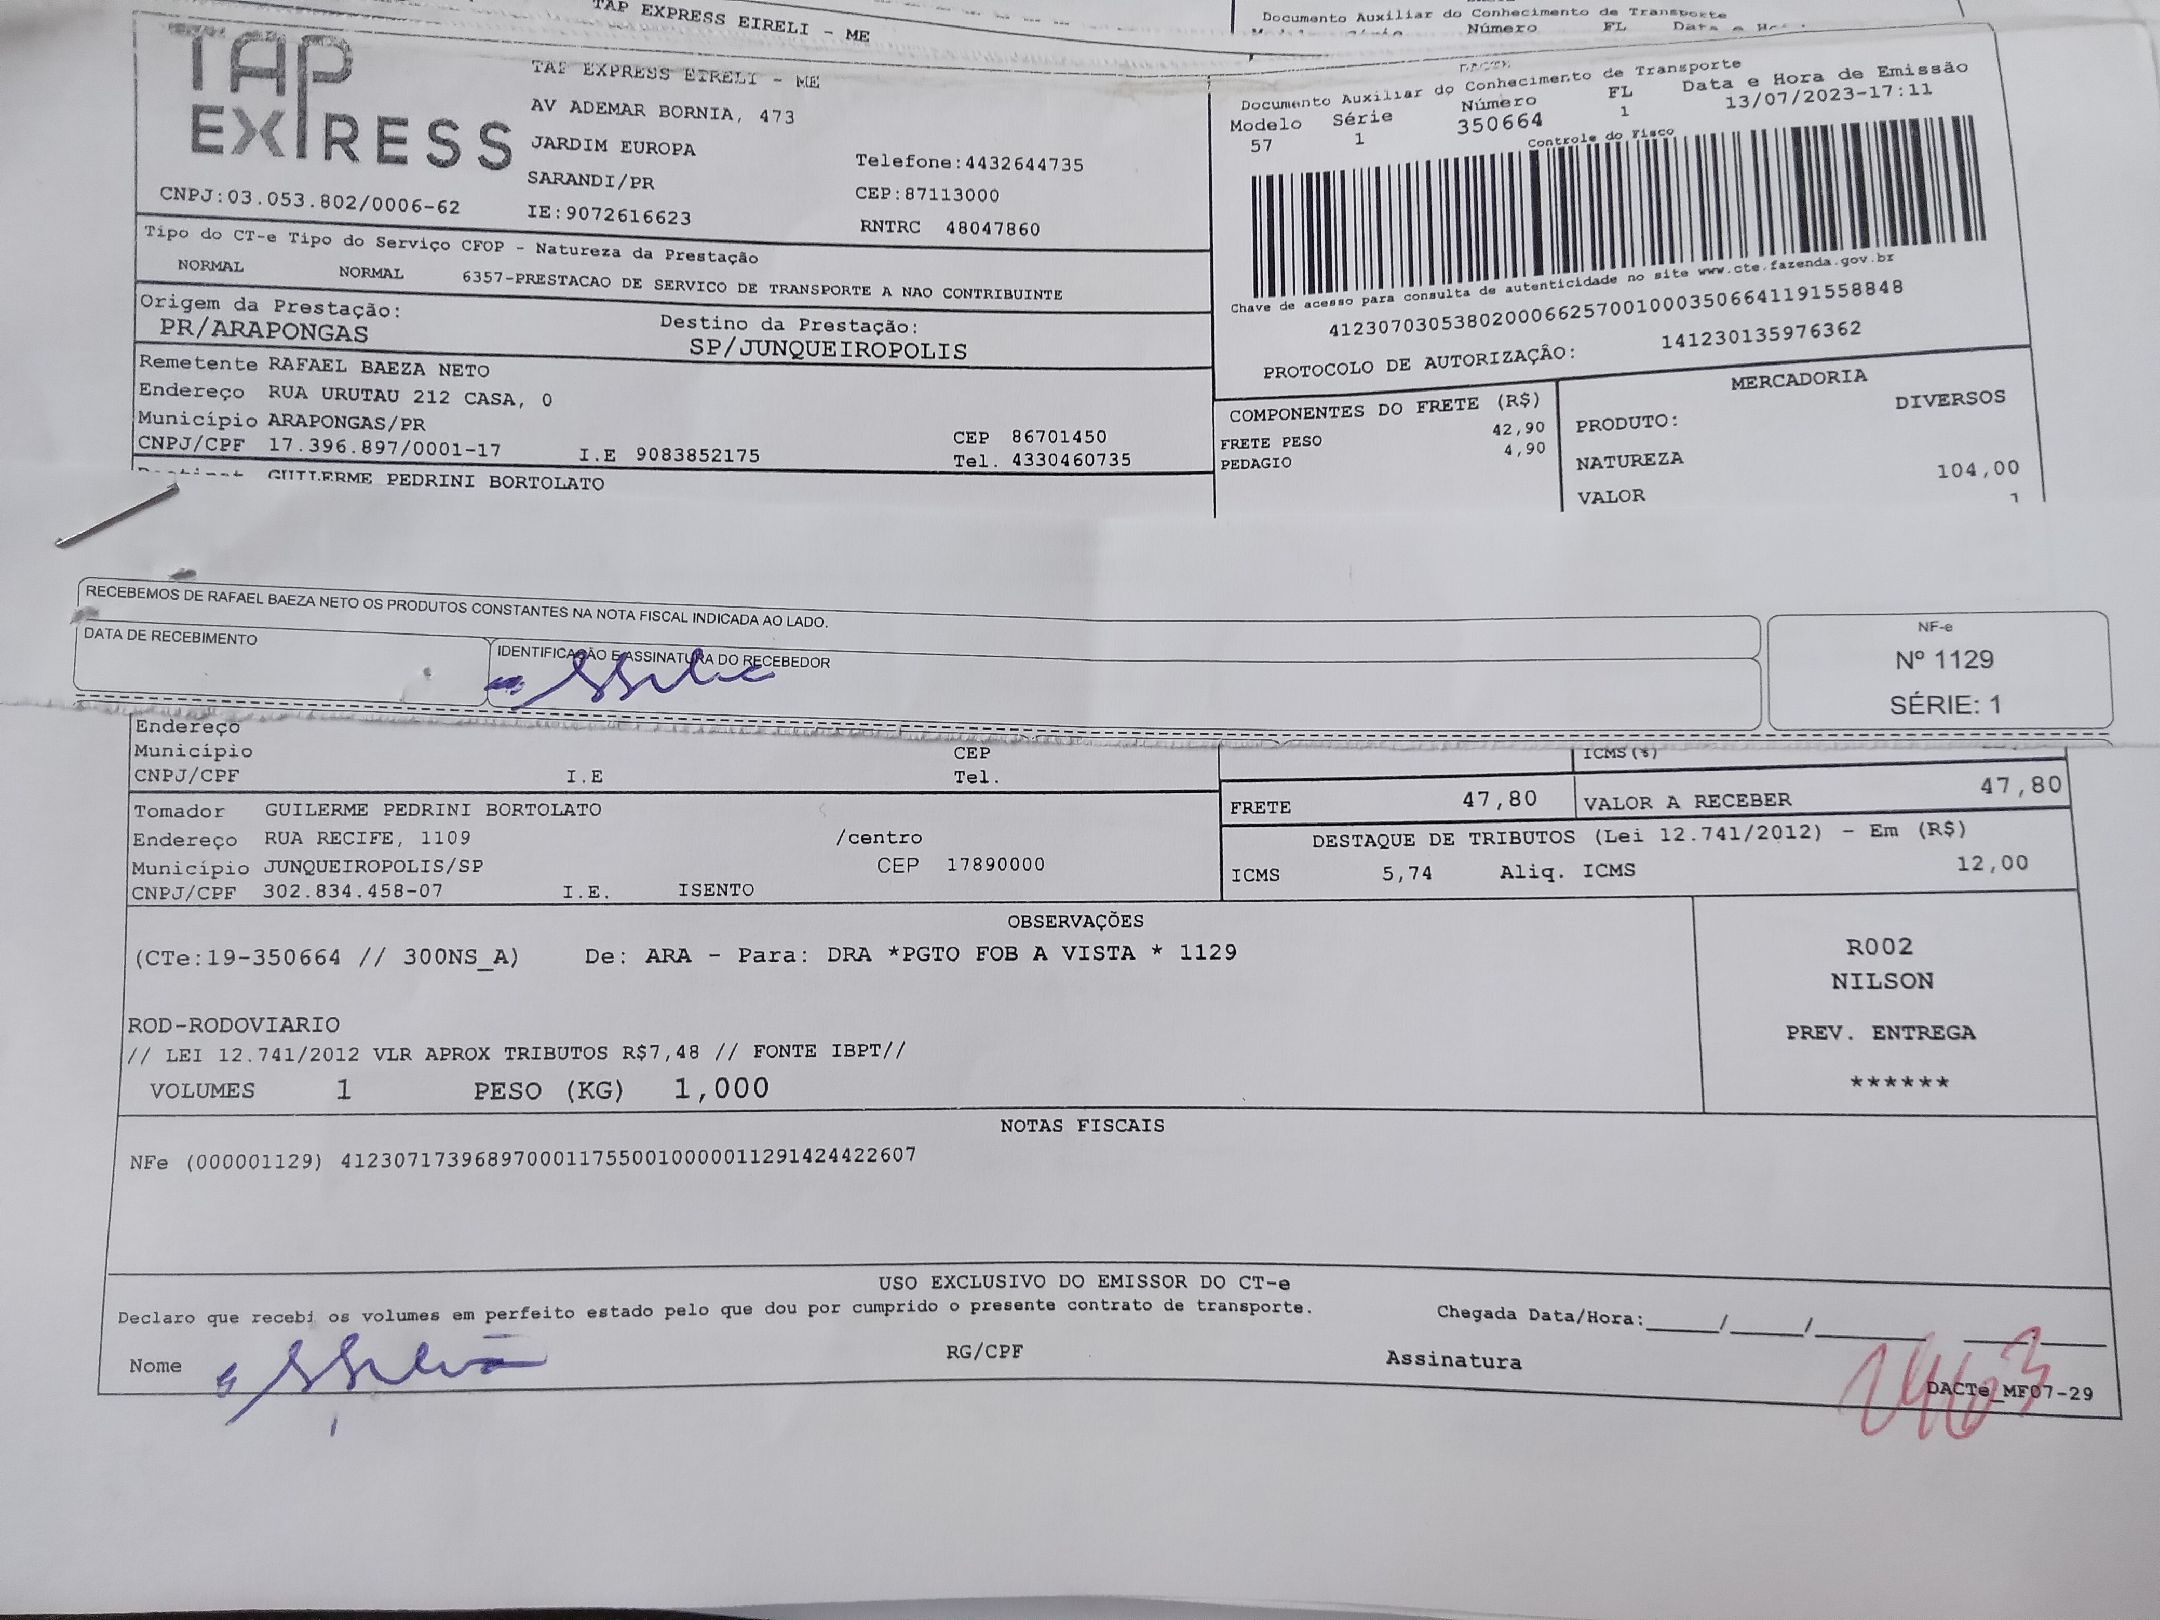 TAP EXPRESS EIRELI - ME
Documento Auxiliar do Conhecimento de Transporte
Número FL
TAP EXPRESS
TAP EXPRESS EIRELI - ME
AV ADEMAR BORNIA, 473
JARDIM EUROPA Telefone:4432644735
SARANDI/PR CEP:87113000
CNPJ:03.053.802/0006-62 IE:9072616623 RNTRC 48047860
DACTE
Documento Auxiliar do Conhecimento de Transporte
Modelo Série Número FL Data e Hora de Emissão
57 1 350664 1 13/07/2023-17:11
Controle do Fisco
Chave de acesso para consulta de autenticidade no site www.cte.fazenda.gov.br
41230703053802000662570010003506641191558848
PROTOCOLO DE AUTORIZAÇÃO: 141230135976362
Tipo do CT-e Tipo do Serviço CFOP - Natureza da Prestação
NORMAL NORMAL 6357-PRESTACAO DE SERVICO DE TRANSPORTE A NAO CONTRIBUINTE
Origem da Prestação: Destino da Prestação:
PR/ARAPONGAS SP/JUNQUEIROPOLIS
Remetente RAFAEL BAEZA NETO
Endereço RUA URUTAU 212 CASA, 0
Município ARAPONGAS/PR CEP 86701450
CNPJ/CPF 17.396.897/0001-17 I.E 9083852175 Tel. 4330460735
GUILERME PEDRINI BORTOLATO
COMPONENTES DO FRETE (R$)
FRETE PESO 42,90
PEDAGIO 4,90
MERCADORIA
PRODUTO: DIVERSOS
NATUREZA
VALOR 104,00
1
RECEBEMOS DE RAFAEL BAEZA NETO OS PRODUTOS CONSTANTES NA NOTA FISCAL INDICADA AO LADO.
DATA DE RECEBIMENTO IDENTIFICAÇÃO E ASSINATURA DO RECEBEDOR
NF-e
Nº 1129
SÉRIE: 1
Endereço
Município CEP
CNPJ/CPF I.E Tel.
ICMS(%)
FRETE 47,80 VALOR A RECEBER 47,80
Tomador GUILERME PEDRINI BORTOLATO
Endereço RUA RECIFE, 1109 /centro
Município JUNQUEIROPOLIS/SP CEP 17890000
CNPJ/CPF 302.834.458-07 I.E. ISENTO
DESTAQUE DE TRIBUTOS (Lei 12.741/2012) - Em (R$)
ICMS 5,74 Aliq. ICMS 12,00
OBSERVAÇÕES
(CTe:19-350664 // 300NS_A) De: ARA - Para: DRA *PGTO FOB A VISTA * 1129
ROD-RODOVIARIO
// LEI 12.741/2012 VLR APROX TRIBUTOS R$7,48 // FONTE IBPT//
VOLUMES 1 PESO (KG) 1,000
R002
NILSON
PREV. ENTREGA
******
NOTAS FISCAIS
NFe (000001129) 41230717396897000117550010000011291424422607
USO EXCLUSIVO DO EMISSOR DO CT-e
Declaro que recebi os volumes em perfeito estado pelo que dou por cumprido o presente contrato de transporte. Chegada Data/Hora:_____/_____/_______ _______
Nome RG/CPF Assinatura
DACTe_MF07-29